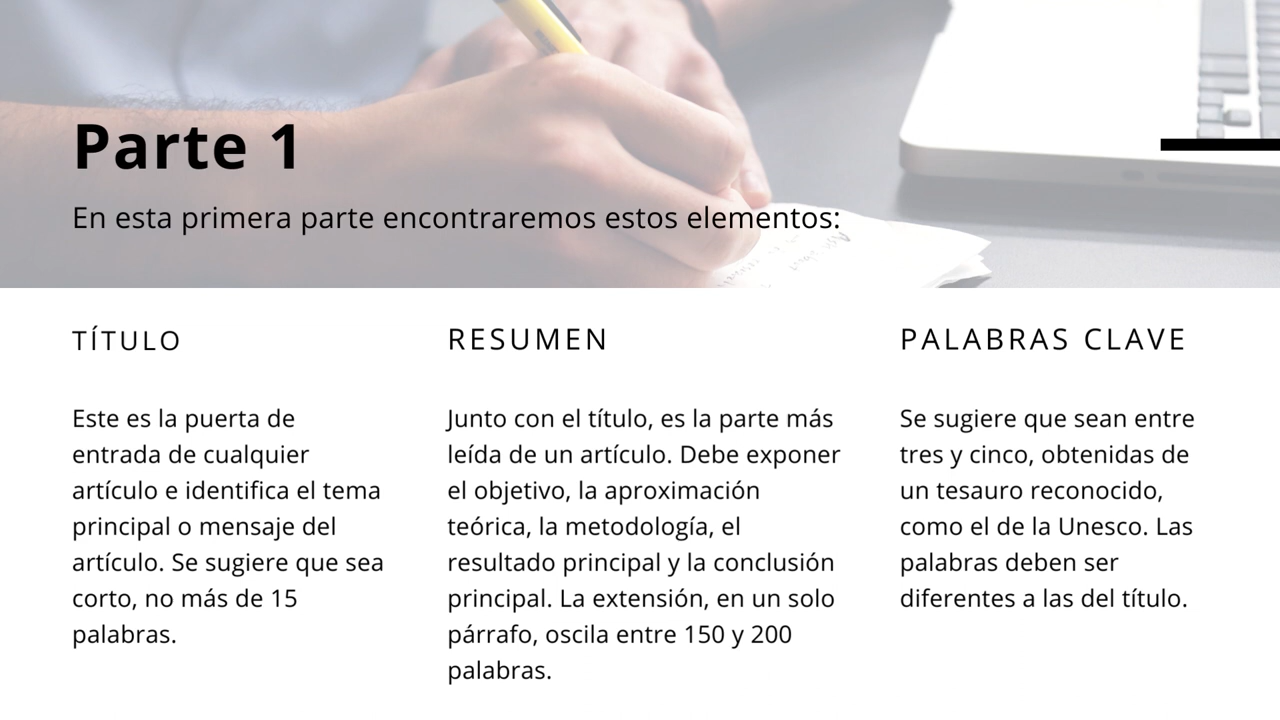 Parte 1
En esta primera parte encontraremos estos elementos:
TÍTULO
Este es la puerta de
entrada de cualquier
artículo e identifica el tema
principal o mensaje del
artículo. Se sugiere que sea
corto, no más de 15
palabras.
RESUMEN
Junto con el título, es la parte más
leída de un artículo. Debe exponer
el objetivo, la aproximación
teórica, la metodología, el
resultado principal y la conclusión
principal. La extensión, en un solo
párrafo, oscila entre 150 y 200
palabras.
PALABRAS CLAVE
Se sugiere que sean entre
tres y cinco, obtenidas de
un tesauro reconocido,
como el de la Unesco. Las
palabras deben ser
diferentes a las del título.